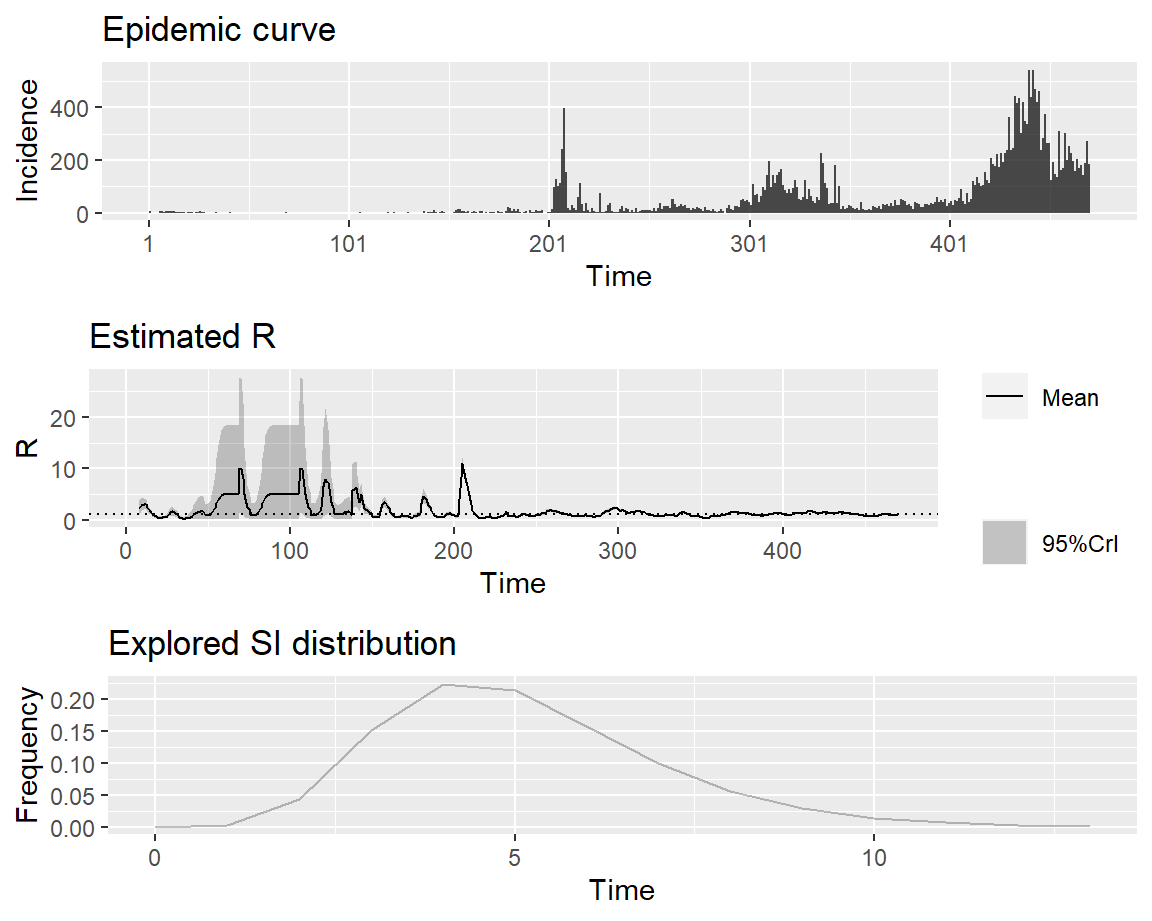 Epidemic curve
Incidence
400
200
0
1 101 201 301 401
Time
Estimated R
R
20
10
0
0 100 200 300 400
Time
Mean
95%CrI
Explored SI distribution
Frequency
0.20
0.15
0.10
0.05
0.00
0 5 10
Time